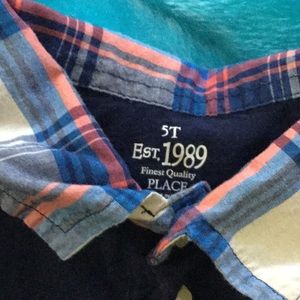 5T
EST. 1989
Finest Quality
PLACE